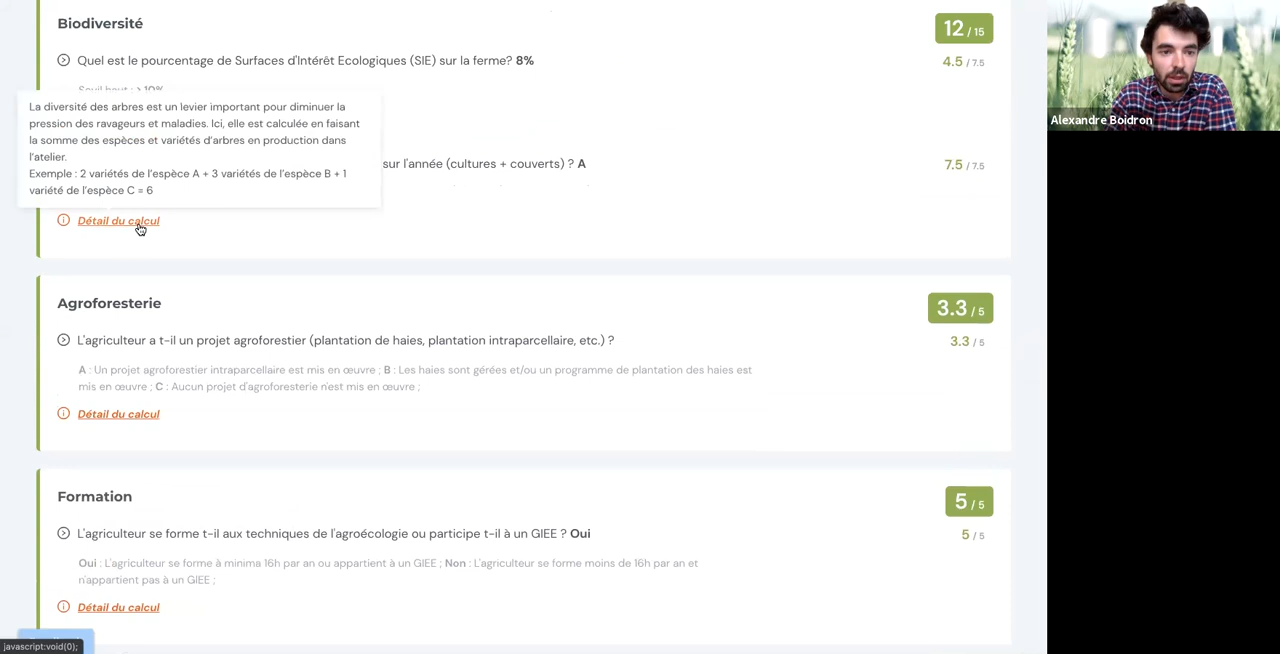 Biodiversité
12 / 15
Quel est le pourcentage de Surfaces d'Intérêt Ecologiques (SIE) sur la ferme? 8%
4.5 / 7.5
Seuil haut : > 10%
La diversité des arbres est un levier important pour diminuer la
pression des ravageurs et maladies. Ici, elle est calculée en faisant
la somme des espèces et variétés d'arbres en production dans
l'atelier.
Exemple : 2 variétés de l'espèce A + 3 variétés de l'espèce B + 1
variété de l'espèce C = 6
sur l'année (cultures + couverts) ? A
7.5 / 7.5
Détail du calcul
Agroforesterie
3.3 / 5
L'agriculteur a t-il un projet agroforestier (plantation de haies, plantation intraparcellaire, etc.) ?
3.3 / 5
A : Un projet agroforestier intraparcellaire est mis en œuvre ; B : Les haies sont gérées et/ou un programme de plantation des haies est
mis en œuvre ; C : Aucun projet d'agroforesterie n'est mis en œuvre ;
Détail du calcul
Formation
5 / 5
L'agriculteur se forme t-il aux techniques de l'agroécologie ou participe t-il à un GIEE ? Oui
5 / 5
Oui : L'agriculteur se forme à minima 16h par an ou appartient à un GIEE ; Non : L'agriculteur se forme moins de 16h par an et
n'appartient pas à un GIEE ;
Détail du calcul
javascript:void(0);
Alexandre Boidron